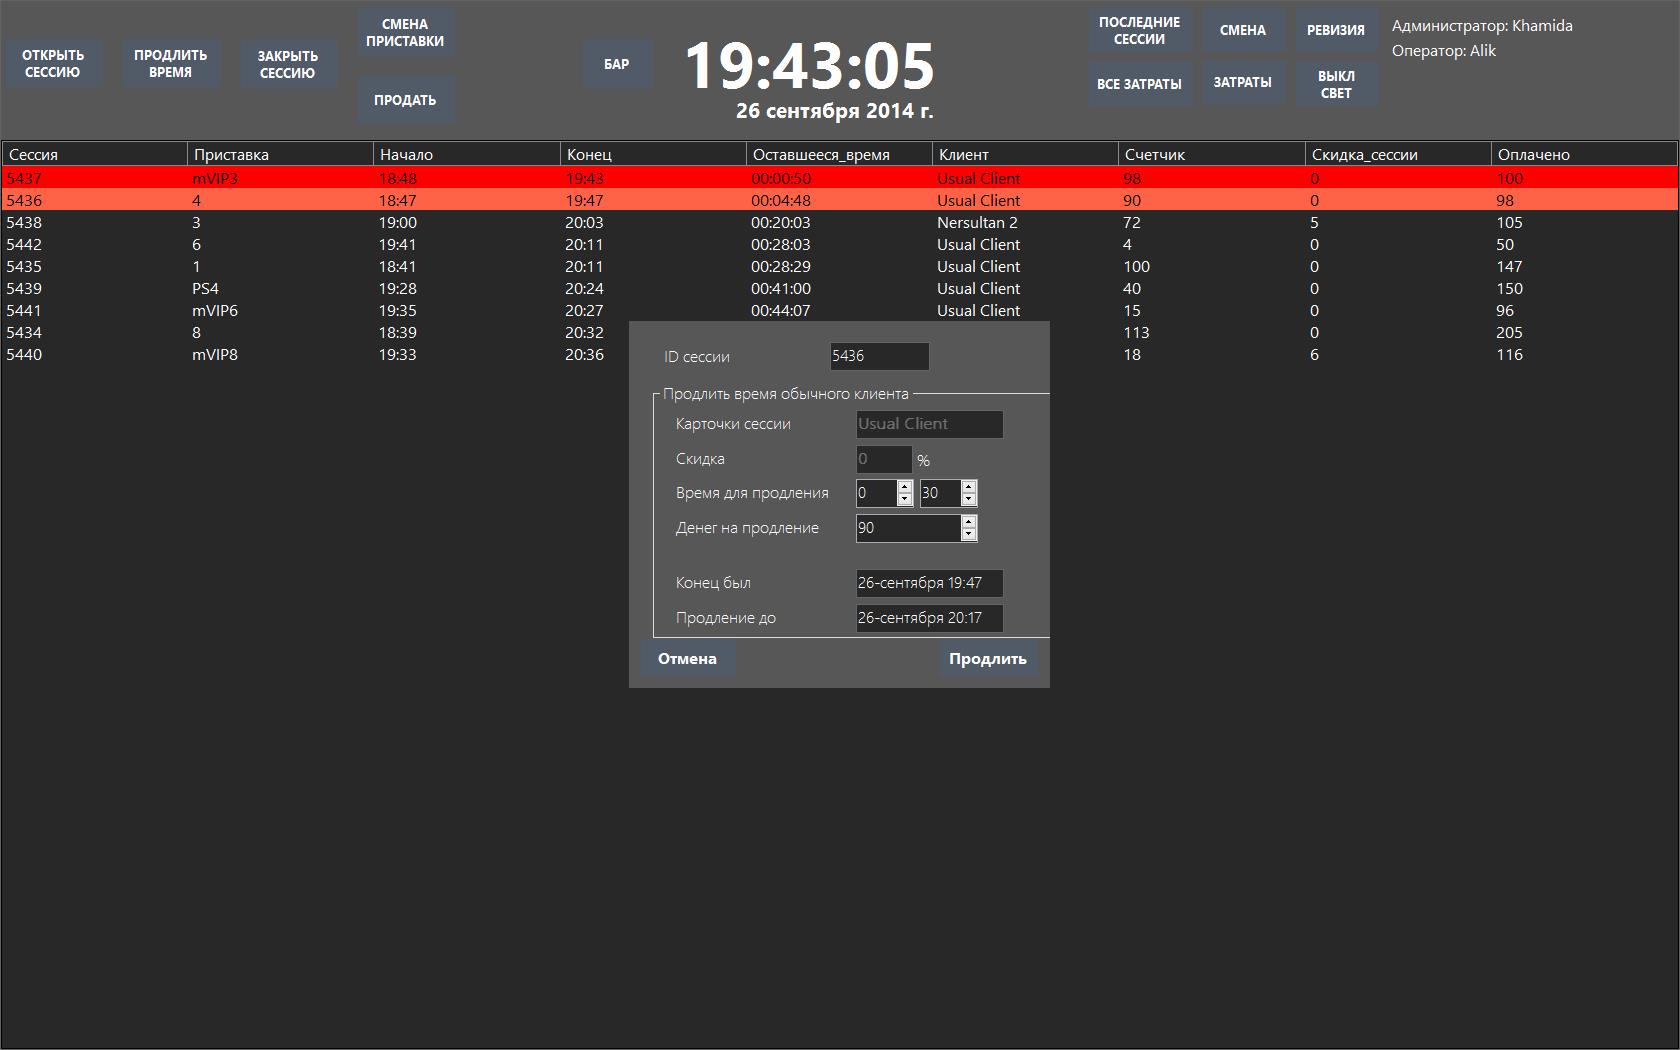 ОТКРЫТЬ СЕССИЮ
ПРОДЛИТЬ ВРЕМЯ
ЗАКРЫТЬ СЕССИЮ
СМЕНА ПРИСТАВКИ
ПРОДАТЬ
БАР
19:43:05
26 сентября 2014 г.
ПОСЛЕДНИЕ СЕССИИ
СМЕНА
РЕВИЗИЯ
ВСЕ ЗАТРАТЫ
ЗАТРАТЫ
ВЫКЛ СВЕТ
Администратор: Khamida
Оператор: Alik
Сессия Приставка Начало Конец Оставшееся_время Клиент Счетчик Скидка_сессии Оплачено
5437 mVIP3 18:48 19:43 00:00:50 Usual Client 98 0 100
5436 4 18:47 19:47 00:04:48 Usual Client 90 0 98
5438 3 19:00 20:03 00:20:03 Nersultan 2 72 5 105
5442 6 19:41 20:11 00:28:03 Usual Client 4 0 50
5435 1 18:41 20:11 00:28:29 Usual Client 100 0 147
5439 PS4 19:28 20:24 00:41:00 Usual Client 40 0 150
5441 mVIP6 19:35 20:27 00:44:07 Usual Client 15 0 96
5434 8 18:39 20:32 113 0 205
5440 mVIP8 19:33 20:36 18 6 116
ID сессии 5436
Продлить время обычного клиента
Карточки сессии Usual Client
Скидка 0 %
Время для продления 0 30
Денег на продление 90
Конец был 26-сентября 19:47
Продление до 26-сентября 20:17
Отмена Продлить